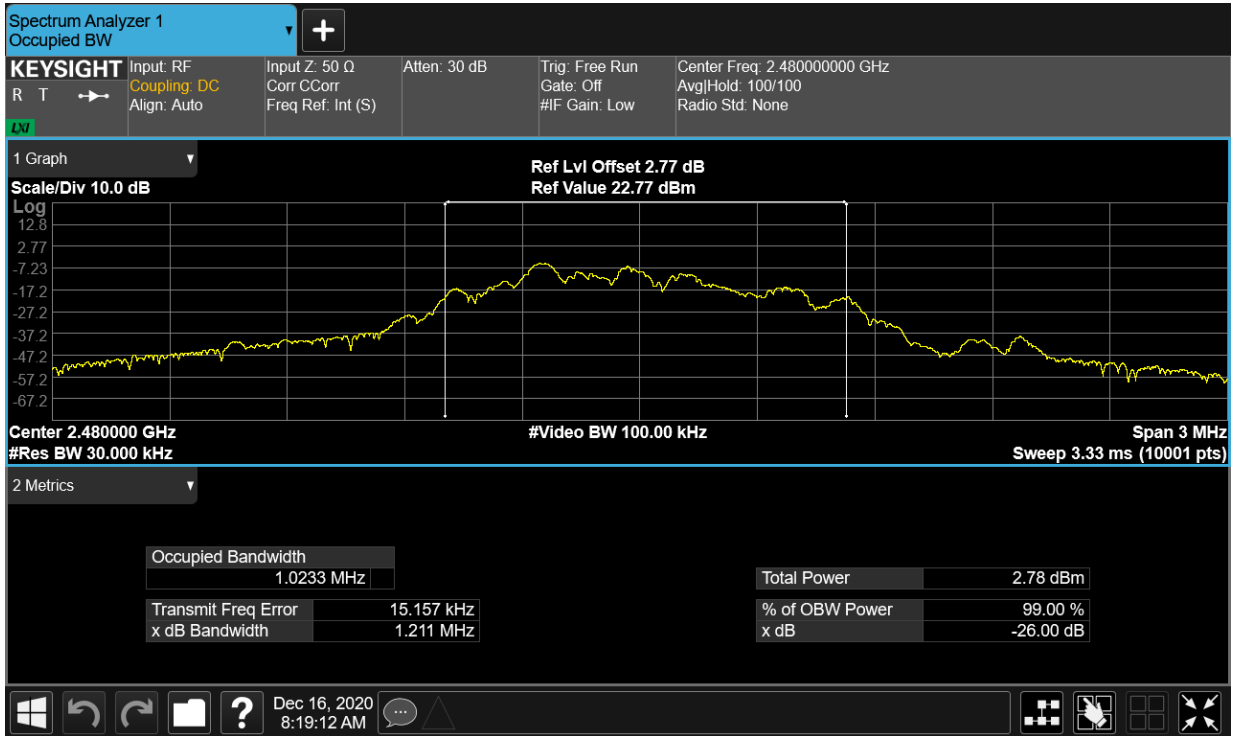 Spectrum Analyzer 1
Occupied BW
KEYSIGHT
R T
LXI
Input: RF
Coupling: DC
Align: Auto
Input Z: 50 Ω
Corr CCorr
Freq Ref: Int (S)
Atten: 30 dB
Trig: Free Run
Gate: Off
#IF Gain: Low
Center Freq: 2.480000000 GHz
Avg|Hold: 100/100
Radio Std: None
1 Graph
Scale/Div 10.0 dB
Ref Lvl Offset 2.77 dB
Ref Value 22.77 dBm
Log
12.8
2.77
-7.23
-17.2
-27.2
-37.2
-47.2
-57.2
-67.2
Center 2.480000 GHz
#Res BW 30.000 kHz
#Video BW 100.00 kHz
Span 3 MHz
Sweep 3.33 ms (10001 pts)
2 Metrics
Occupied Bandwidth
1.0233 MHz
Transmit Freq Error 15.157 kHz
x dB Bandwidth 1.211 MHz
Total Power 2.78 dBm
% of OBW Power 99.00 %
x dB -26.00 dB
Dec 16, 2020
8:19:12 AM